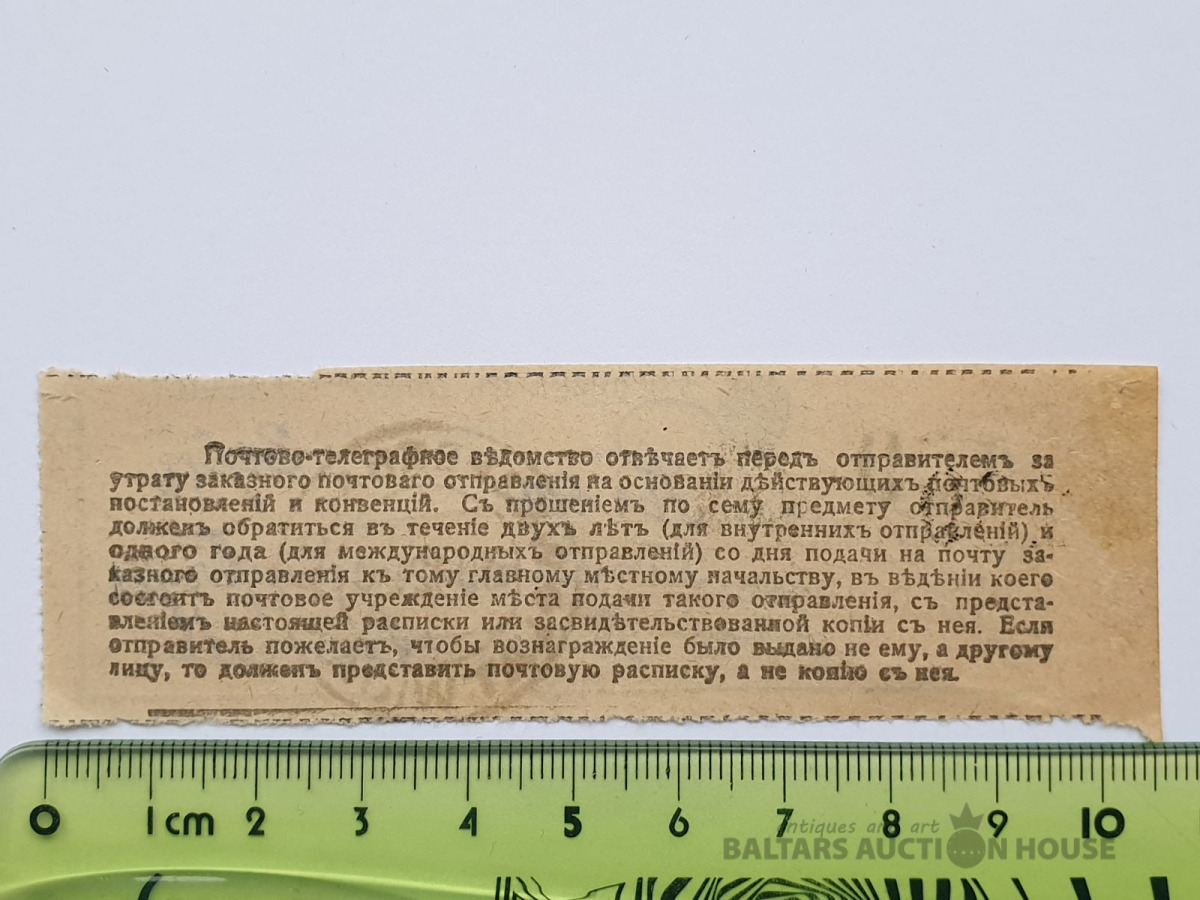 Почтово-телеграфное вѣдомство отвѣчаетъ передъ отправителемъ за
утрату заказного почтоваго отправленія на основаніи дѣйствующихъ почтовыхъ
постановленій и конвенцій. Съ прошеніемъ по сему предмету отправитель
долженъ обратиться въ теченіе двухъ лѣтъ (для внутреннихъ отправленій) и
одного года (для международныхъ отправленій) со дня подачи на почту за-
казного отправленія къ тому главному мѣстному начальству, въ вѣдѣніи коего
состоитъ почтовое учрежденіе мѣста подачи такого отправленія, съ предста-
вленіемъ настоящей расписки или засвидѣтельствованной копіи съ нея. Если
отправитель пожелаетъ, чтобы вознагражденіе было выдано не ему, а другому
лицу, то долженъ представить почтовую расписку, а не копію съ нея.
0 1 cm 2 3 4 5 6 7 8 9 10
antiques and art
BALTARS AUCTION HOUSE